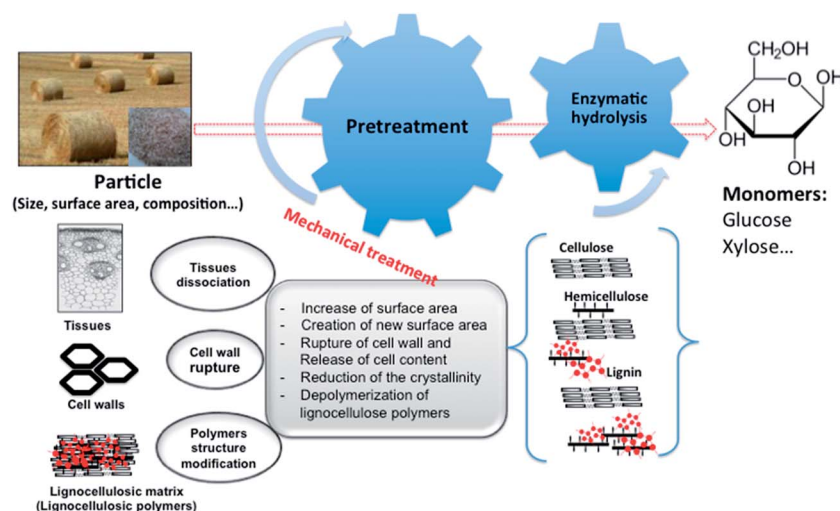 Pretreatment
Enzymatic
hydrolysis
CH₂OH
O
OH
OH
HO
OH
OH
Particle
(Size, surface area, composition...)
Monomers:
Glucose
Xylose...
Mechanical treatment
Tissues
Tissues
dissociation
Cell walls
Cell wall
rupture
Lignocellulosic matrix
(Lignocellulosic polymers)
Polymers
structure
modification
- Increase of surface area
- Creation of new surface area
- Rupture of cell wall and
Release of cell content
- Reduction of the crystallinity
- Depolymerization of
lignocellulose polymers
Cellulose
Hemicellulose
Lignin